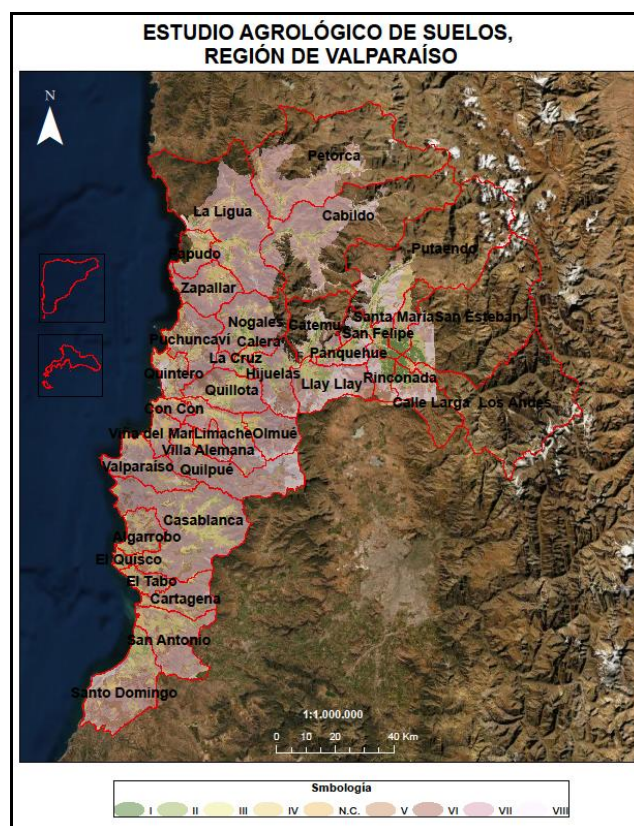 ESTUDIO AGROLÓGICO DE SUELOS,
REGIÓN DE VALPARAÍSO
N
Petorca
La Ligua
Cabildo
Putaendo
Papudo
Zapallar
Nogales
Catemu
Santa María
San Esteban
San Felipe
Puchuncaví
Calera
Panquehue
La Cruz
Quintero
Hijuelas
Llay Llay
Rinconada
Quillota
Calle Larga
Los Andes
Con Con
Viña del Mar
Limache
Olmué
Villa Alemana
Valparaíso
Quilpué
Casablanca
Algarrobo
El Quisco
El Tabo
Cartagena
San Antonio
Santo Domingo
1:1.000.000
0 10 20 40 Km
Smbología
I II III IV N.C. V VI VII VIII